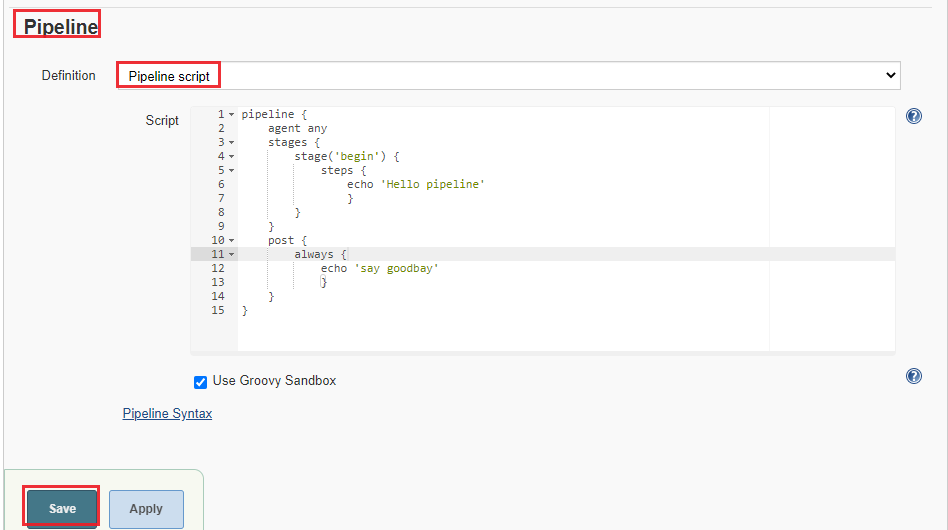 Pipeline
Definition
Pipeline script
Script
1 pipeline {
2 agent any
3 stages {
4 stage('begin') {
5 steps {
6 echo 'Hello pipeline'
7 }
8 }
9 }
10 post {
11 always {
12 echo 'say goodbay'
13 }
14 }
15 }
Use Groovy Sandbox
Pipeline Syntax
Save Apply